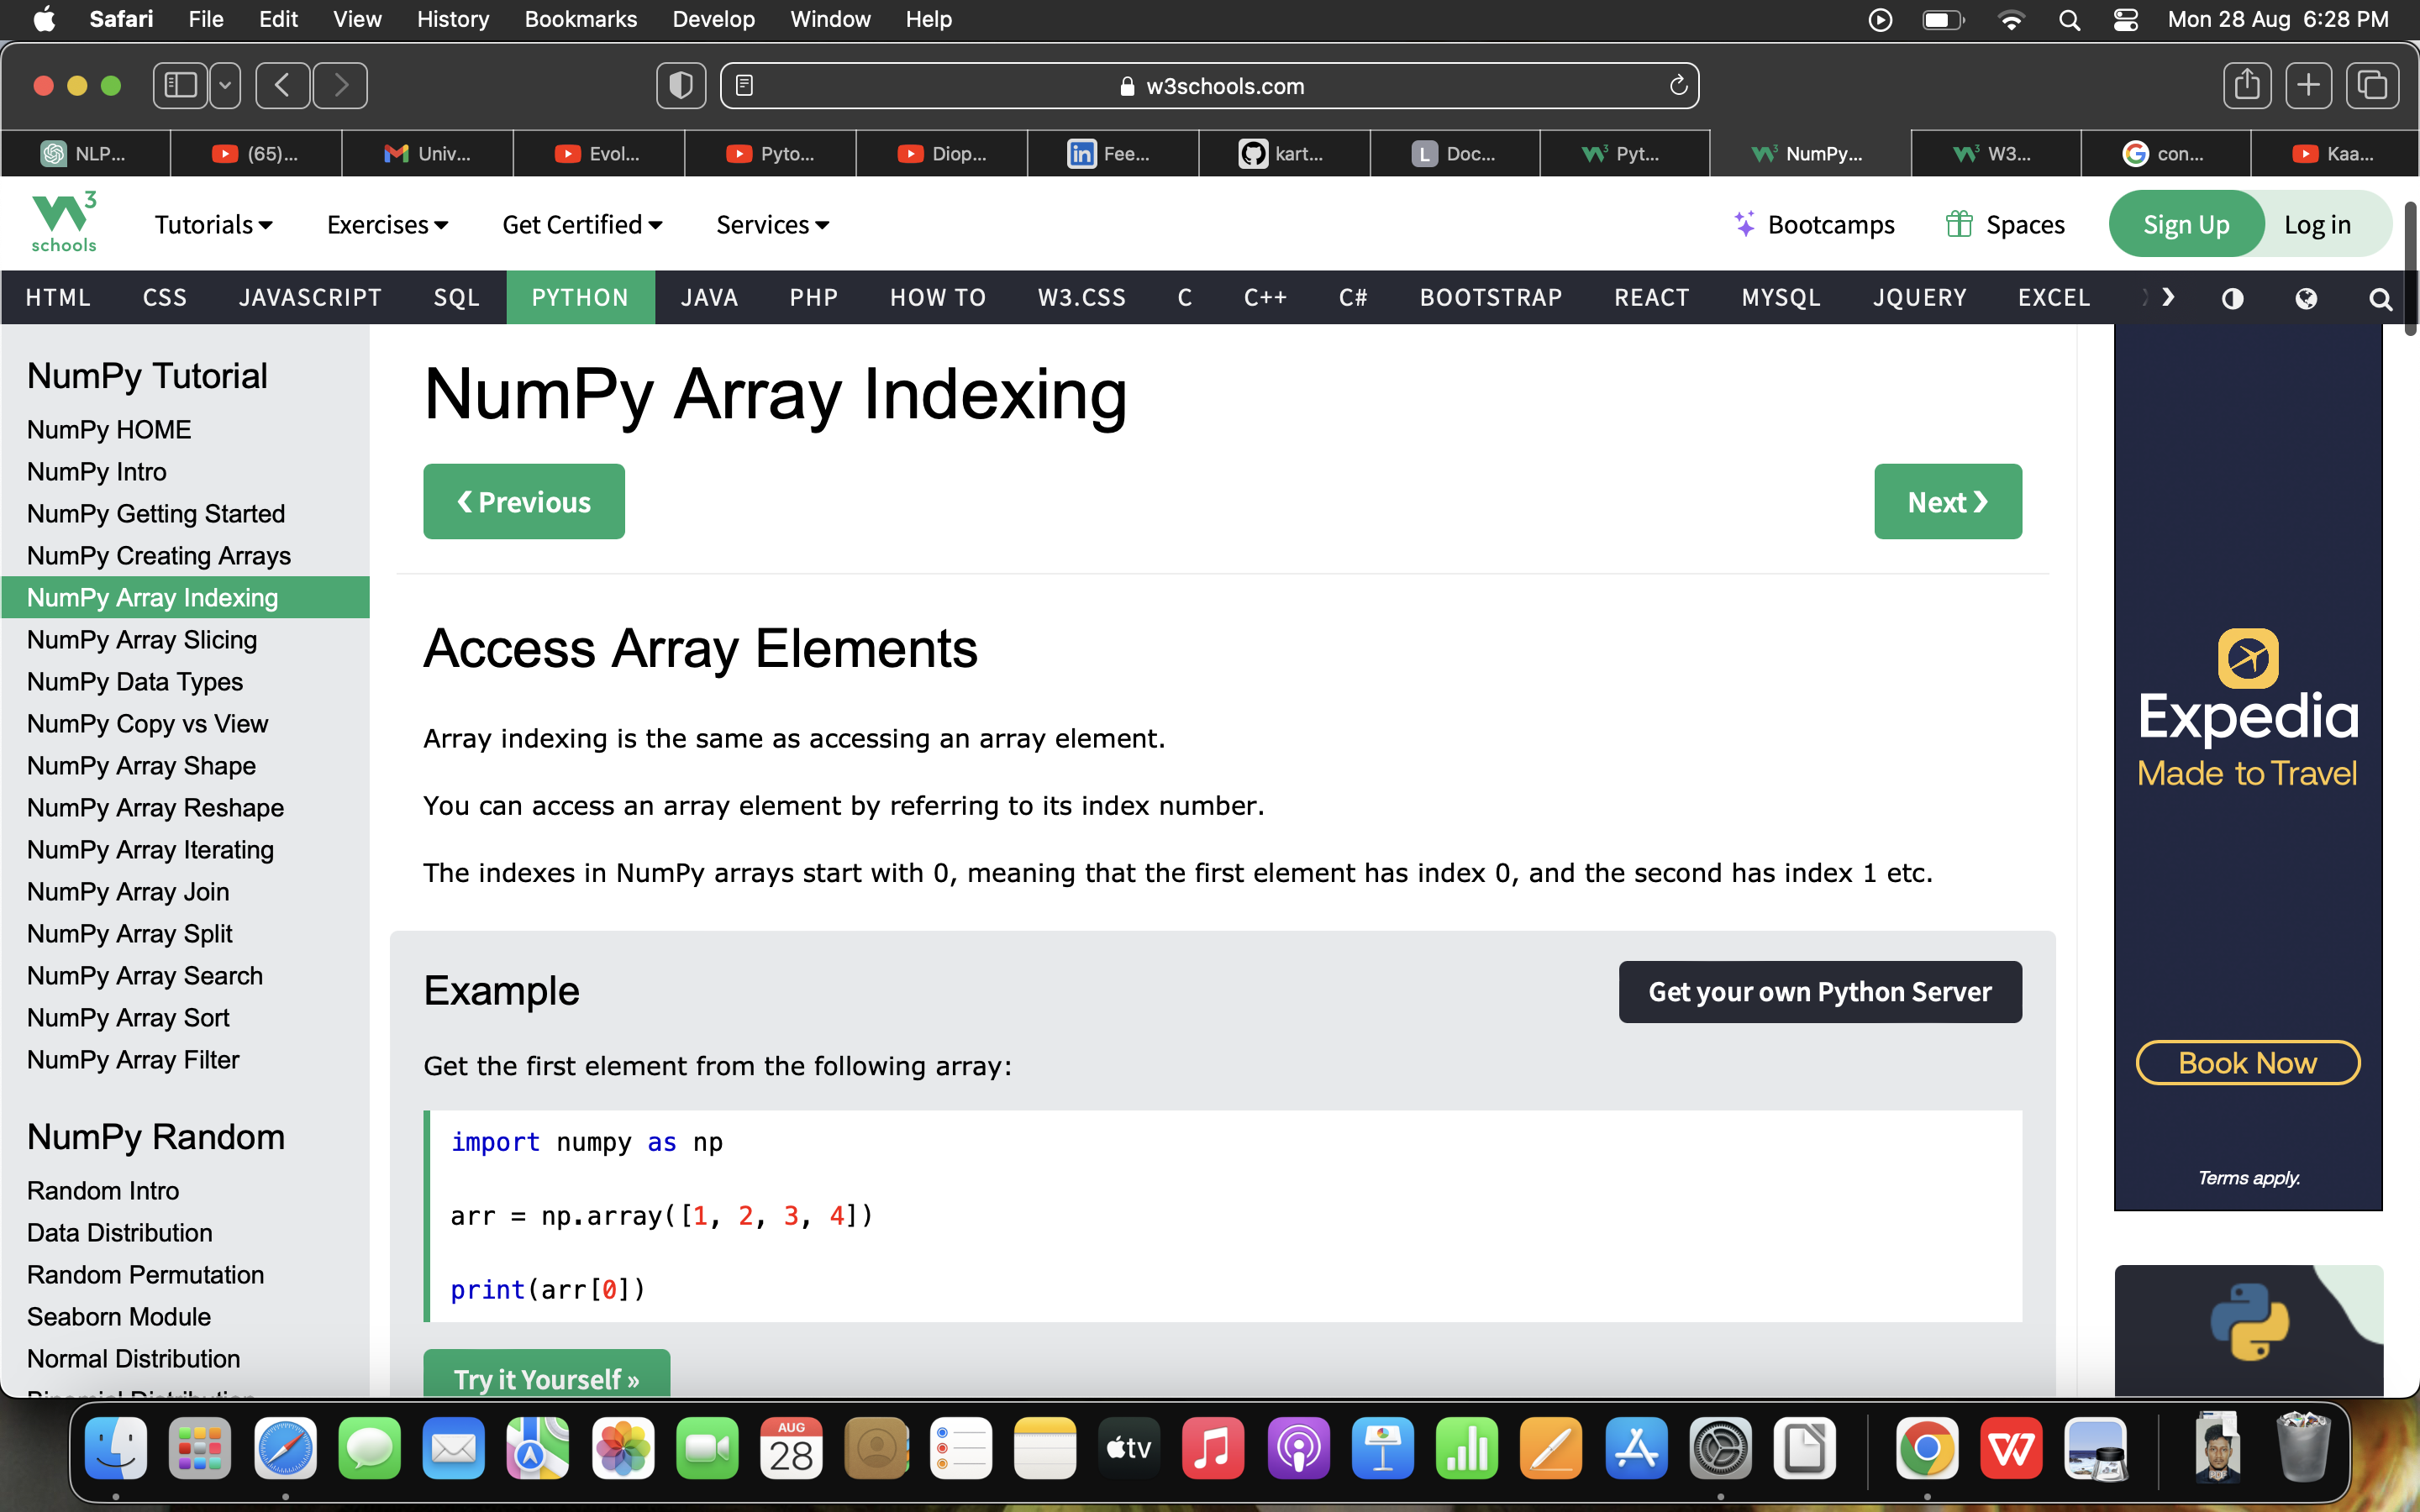 Safari File Edit View History Bookmarks Develop Window Help Mon 28 Aug 6:28 PM
w3schools.com
NLP... (65)... Univ... Evol... Pyto... Diop... Fee... kart... Doc... Pyt... NumPy... W3... con... Kaa...
W3 schools Tutorials Exercises Get Certified Services Bootcamps Spaces Sign Up Log in
HTML CSS JAVASCRIPT SQL PYTHON JAVA PHP HOW TO W3.CSS C C++ C# BOOTSTRAP REACT MYSQL JQUERY EXCEL
NumPy Tutorial
NumPy HOME
NumPy Intro
NumPy Getting Started
NumPy Creating Arrays
NumPy Array Indexing
NumPy Array Slicing
NumPy Data Types
NumPy Copy vs View
NumPy Array Shape
NumPy Array Reshape
NumPy Array Iterating
NumPy Array Join
NumPy Array Split
NumPy Array Search
NumPy Array Sort
NumPy Array Filter
NumPy Random
Random Intro
Data Distribution
Random Permutation
Seaborn Module
Normal Distribution
NumPy Array Indexing
❮ Previous
Next ❯
Access Array Elements
Array indexing is the same as accessing an array element.
You can access an array element by referring to its index number.
The indexes in NumPy arrays start with 0, meaning that the first element has index 0, and the second has index 1 etc.
Example
Get your own Python Server
Get the first element from the following array:
import numpy as np
arr = np.array([1, 2, 3, 4])
print(arr[0])
Try it Yourself »
Expedia
Made to Travel
Book Now
Terms apply.
AUG
28
tv